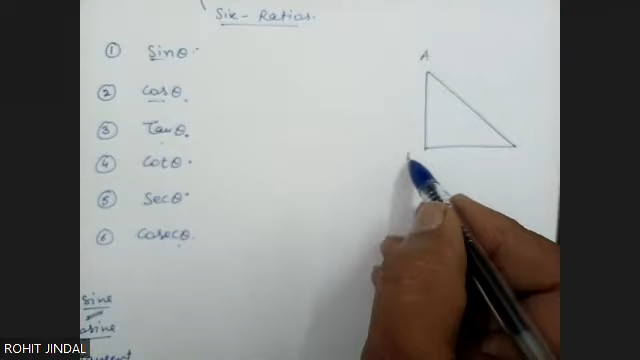 Six - Ratios.
① Sinθ.
② Cosθ.
③ Tanθ.
④ Cotθ.
⑤ Secθ.
⑥ Cosecθ.
A
Sine
ROHIT JINDAL